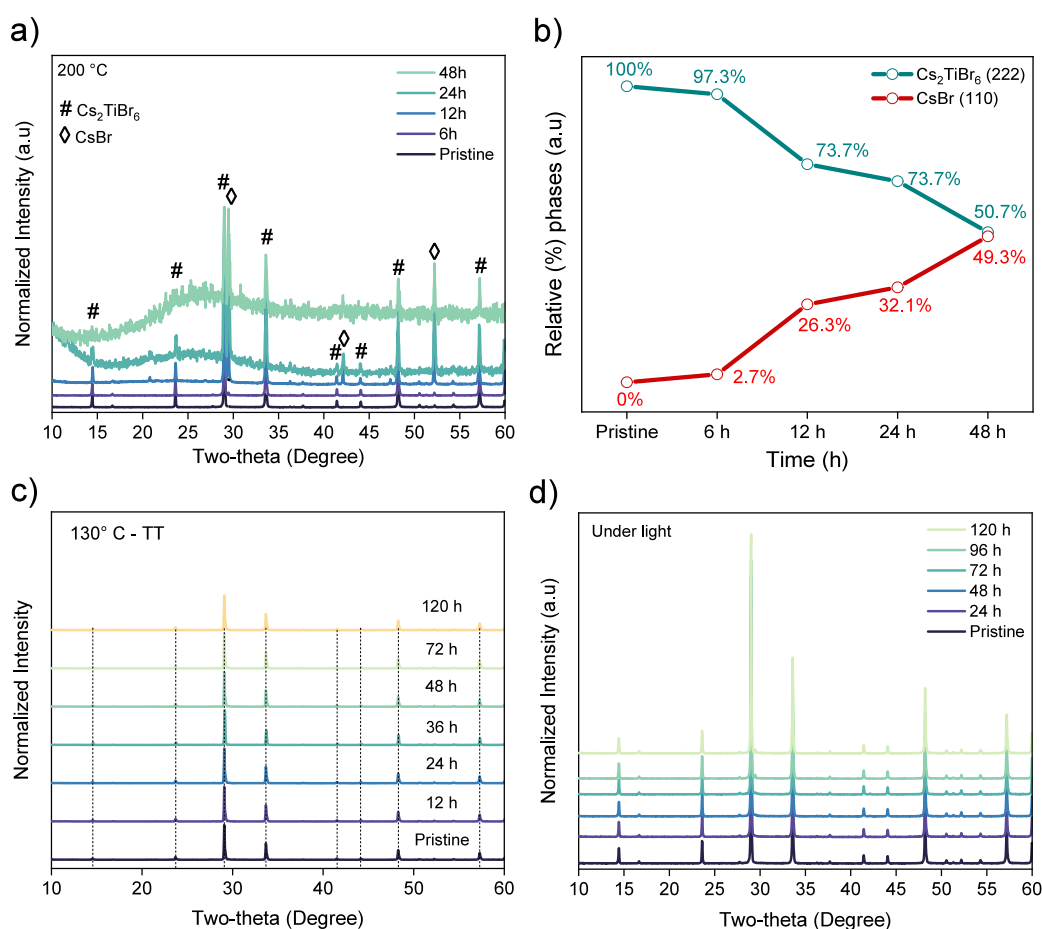 a)
200 °C
# Cs₂TiBr₆
◊ CsBr
48h
24h
12h
6h
Pristine
#
#
#
◊
#
#
◊
#
#
◊
#
Normalized Intensity (a.u)
10 15 20 25 30 35 40 45 50 55 60
Two-theta (Degree)
b)
Cs₂TiBr₆ (222)
CsBr (110)
100%
97.3%
73.7%
73.7%
50.7%
49.3%
32.1%
26.3%
2.7%
0%
Relative (%) phases (a.u)
Pristine 6 h 12 h 24 h 48 h
Time (h)
c)
130° C - TT
120 h
72 h
48 h
36 h
24 h
12 h
Pristine
Normalized Intensity
10 20 30 40 50 60
Two-theta (Degree)
d)
Under light
120 h
96 h
72 h
48 h
24 h
Pristine
Normalized Intensity (a.u)
10 15 20 25 30 35 40 45 50 55 60
Two-theta (Degree)